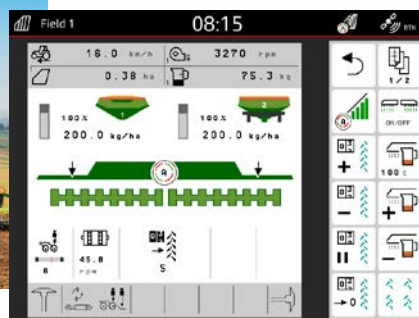 Field 1
08:15
RTK
16.0 km/h
3270 rpm
0.38 ha
75.3 kg
1/2
1
2
100%
100%
200.0 kg/ha
200.0 kg/ha
A
ON/OFF
A
100 %
+
+
-
-
6
45.8
rpm
5
→0